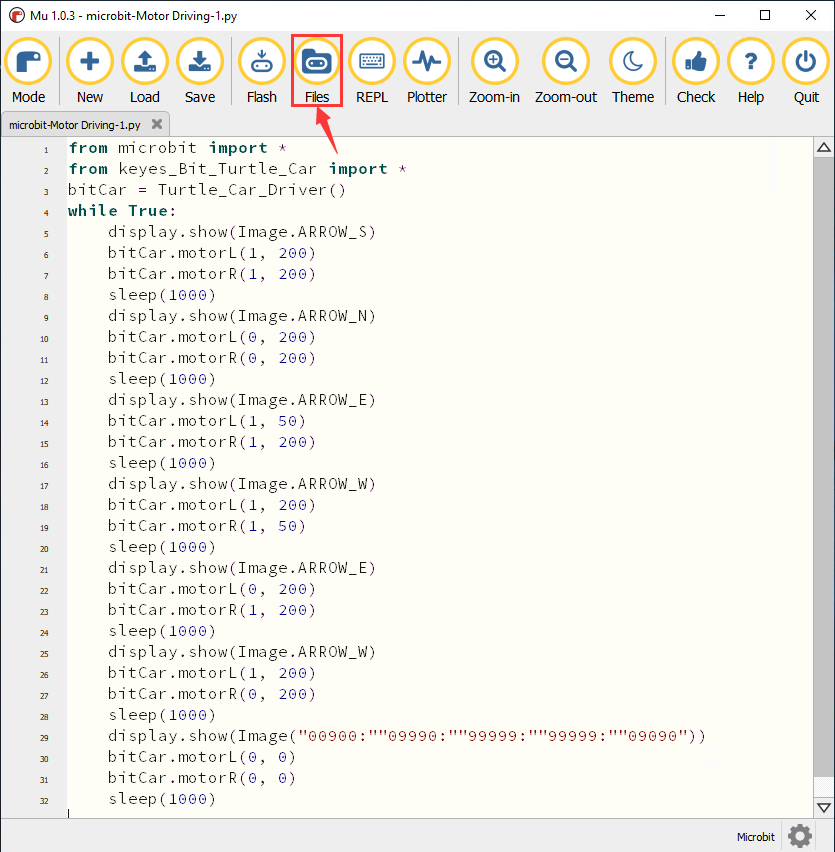 Mu 1.0.3 - microbit-Motor Driving-1.py
Mode New Load Save Flash Files REPL Plotter Zoom-in Zoom-out Theme Check Help Quit
microbit-Motor Driving-1.py
1 from microbit import *
2 from keyes_Bit_Turtle_Car import *
3 bitCar = Turtle_Car_Driver()
4 while True:
5     display.show(Image.ARROW_S)
6     bitCar.motorL(1, 200)
7     bitCar.motorR(1, 200)
8     sleep(1000)
9     display.show(Image.ARROW_N)
10     bitCar.motorL(0, 200)
11     bitCar.motorR(0, 200)
12     sleep(1000)
13     display.show(Image.ARROW_E)
14     bitCar.motorL(1, 50)
15     bitCar.motorR(1, 200)
16     sleep(1000)
17     display.show(Image.ARROW_W)
18     bitCar.motorL(1, 200)
19     bitCar.motorR(1, 50)
20     sleep(1000)
21     display.show(Image.ARROW_E)
22     bitCar.motorL(0, 200)
23     bitCar.motorR(1, 200)
24     sleep(1000)
25     display.show(Image.ARROW_W)
26     bitCar.motorL(1, 200)
27     bitCar.motorR(0, 200)
28     sleep(1000)
29     display.show(Image("00900:""09990:""99999:""99999:""09090"))
30     bitCar.motorL(0, 0)
31     bitCar.motorR(0, 0)
32     sleep(1000)
Microbit